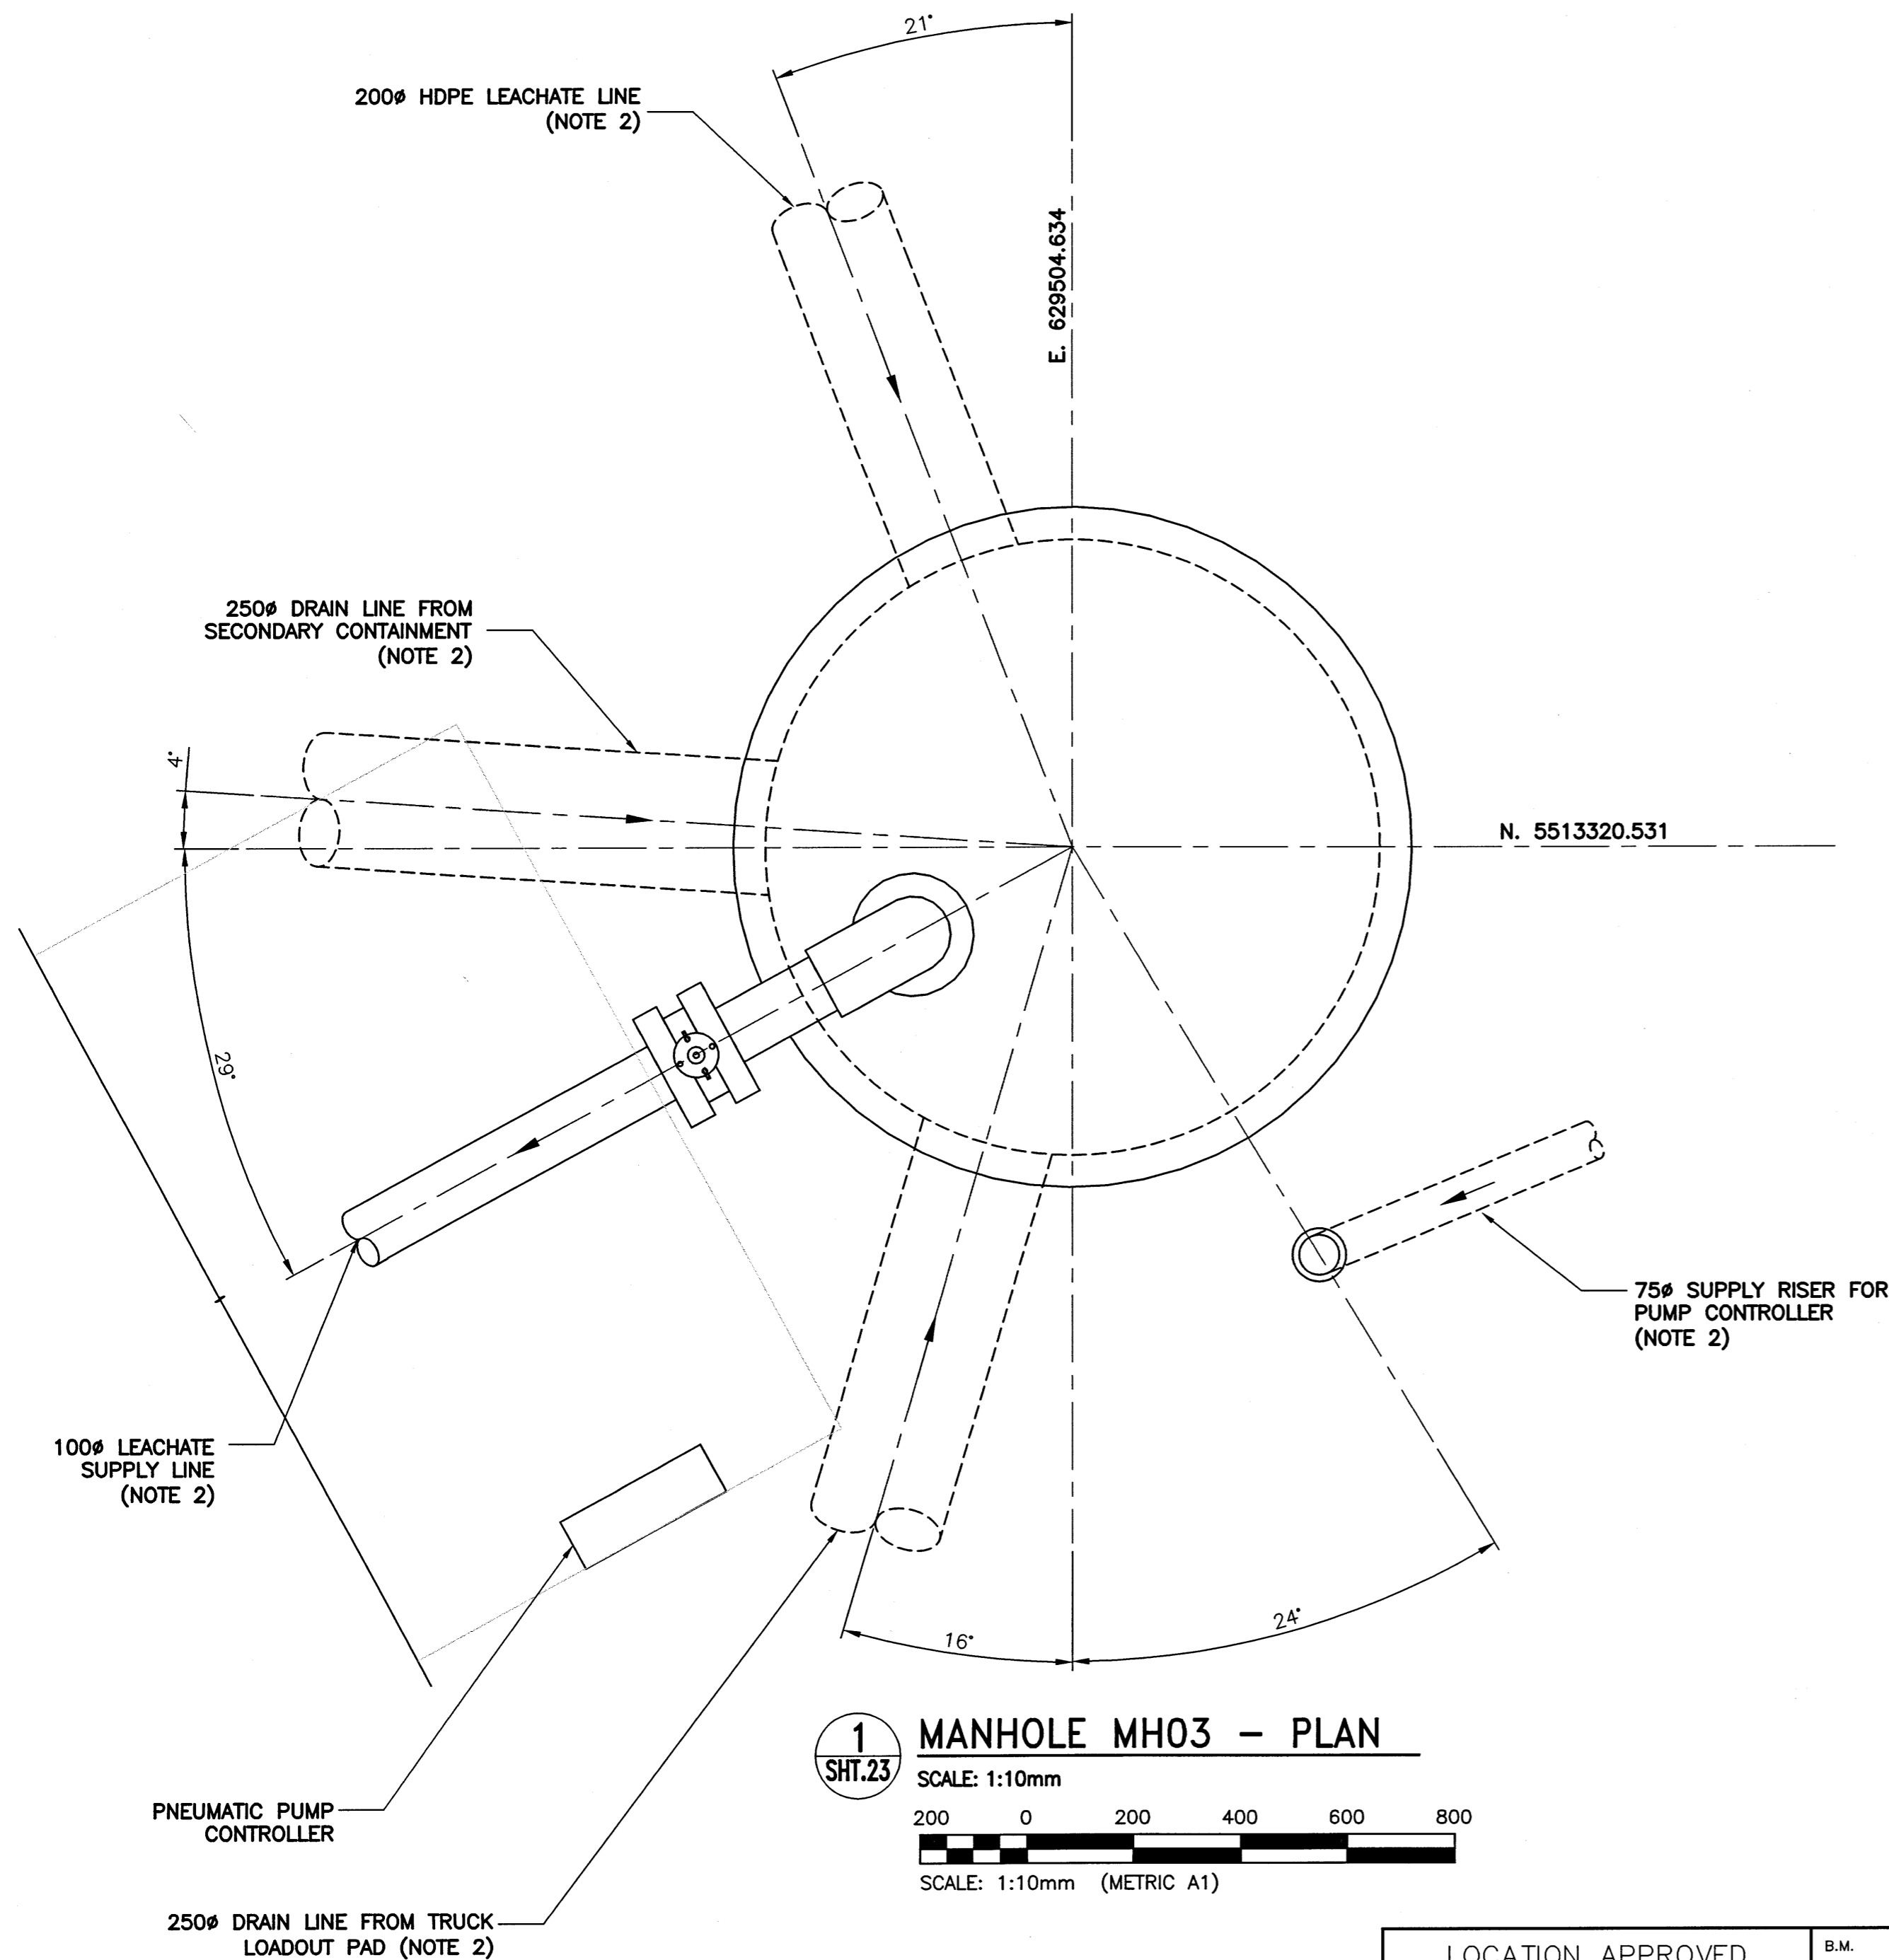 21°
200ø HDPE LEACHATE LINE
(NOTE 2)
E. 629504.634
250ø DRAIN LINE FROM
SECONDARY CONTAINMENT
(NOTE 2)
4°
N. 5513320.531
29°
75ø SUPPLY RISER FOR
PUMP CONTROLLER
(NOTE 2)
100ø LEACHATE
SUPPLY LINE
(NOTE 2)
16°
24°
1
SHT.23
MANHOLE MH03 – PLAN
SCALE: 1:10mm
200 0 200 400 600 800
SCALE: 1:10mm (METRIC A1)
PNEUMATIC PUMP
CONTROLLER
250ø DRAIN LINE FROM TRUCK
LOADOUT PAD (NOTE 2)
LOCATION APPROVED
B.M.